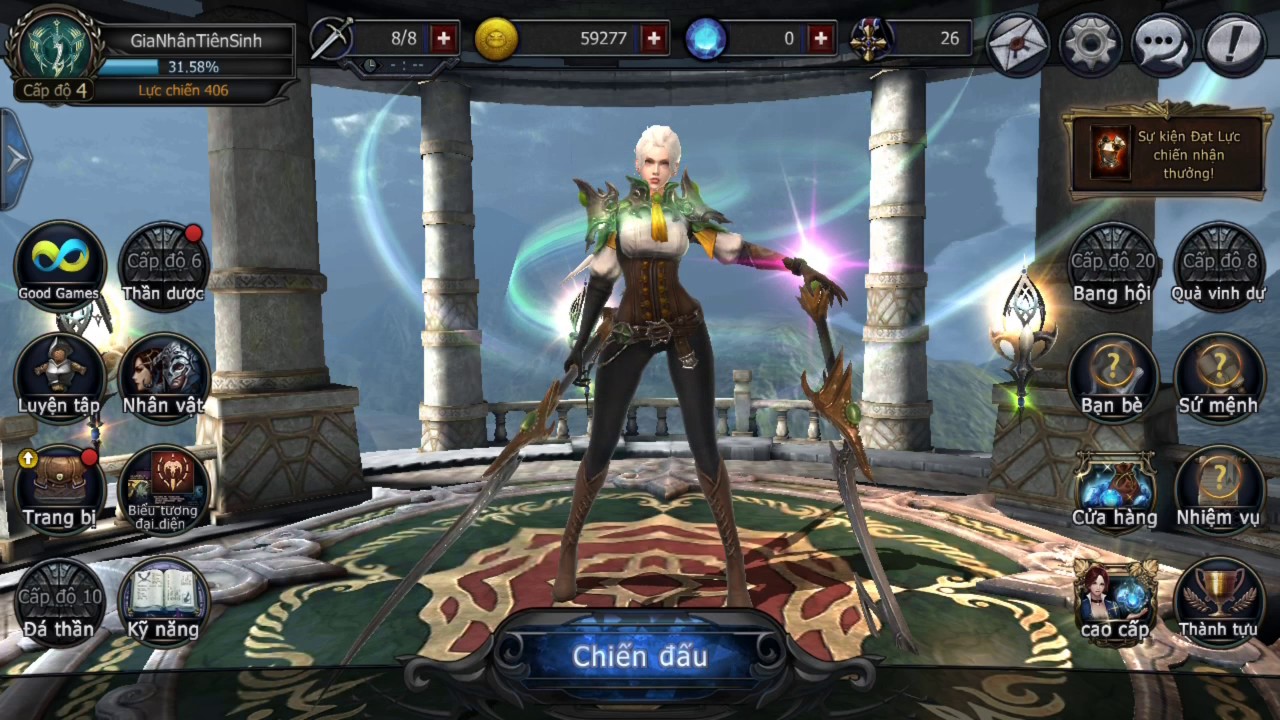 GiaNhânTiênSinh
31.58%
Cấp độ 4
Lực chiến 406
8/8
- : --
59277
0
26
Sự kiện Đạt Lực
chiến nhận
thưởng!
Good Games
Cấp độ 6
Thần dược
Luyện tập
Nhân vật
Trang bị
Biểu tượng
đại diện
Cấp độ 10
Đá thần
Kỹ năng
Cấp độ 20
Bang hội
Cấp độ 8
Quà vinh dự
Bạn bè
Sứ mệnh
Cửa hàng
Nhiệm vụ
cao cấp
Thành tựu
Chiến đấu